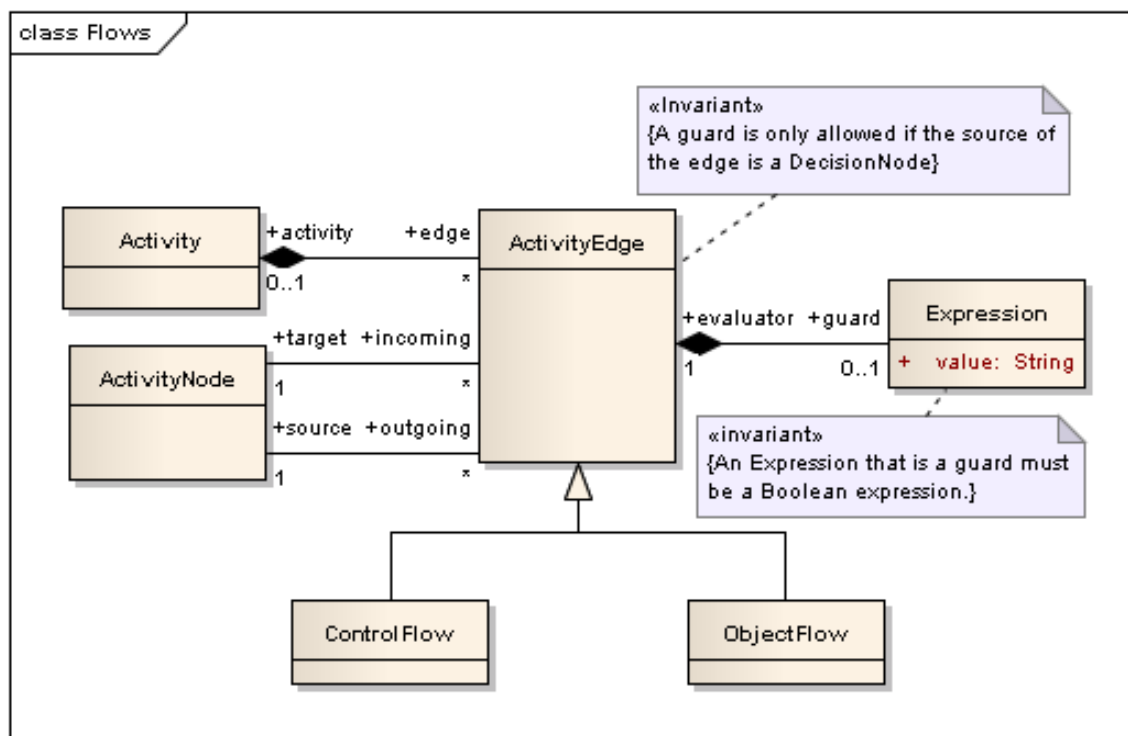 class Flows
«Invariant»
{A guard is only allowed if the source of
the edge is a DecisionNode}
Activity
+activity
+edge
0..1
*
ActivityEdge
+target
+incoming
1
*
ActivityNode
+source
+outgoing
1
*
+evaluator
+guard
1
0..1
Expression
+ value: String
«invariant»
{An Expression that is a guard must
be a Boolean expression.}
ControlFlow
ObjectFlow